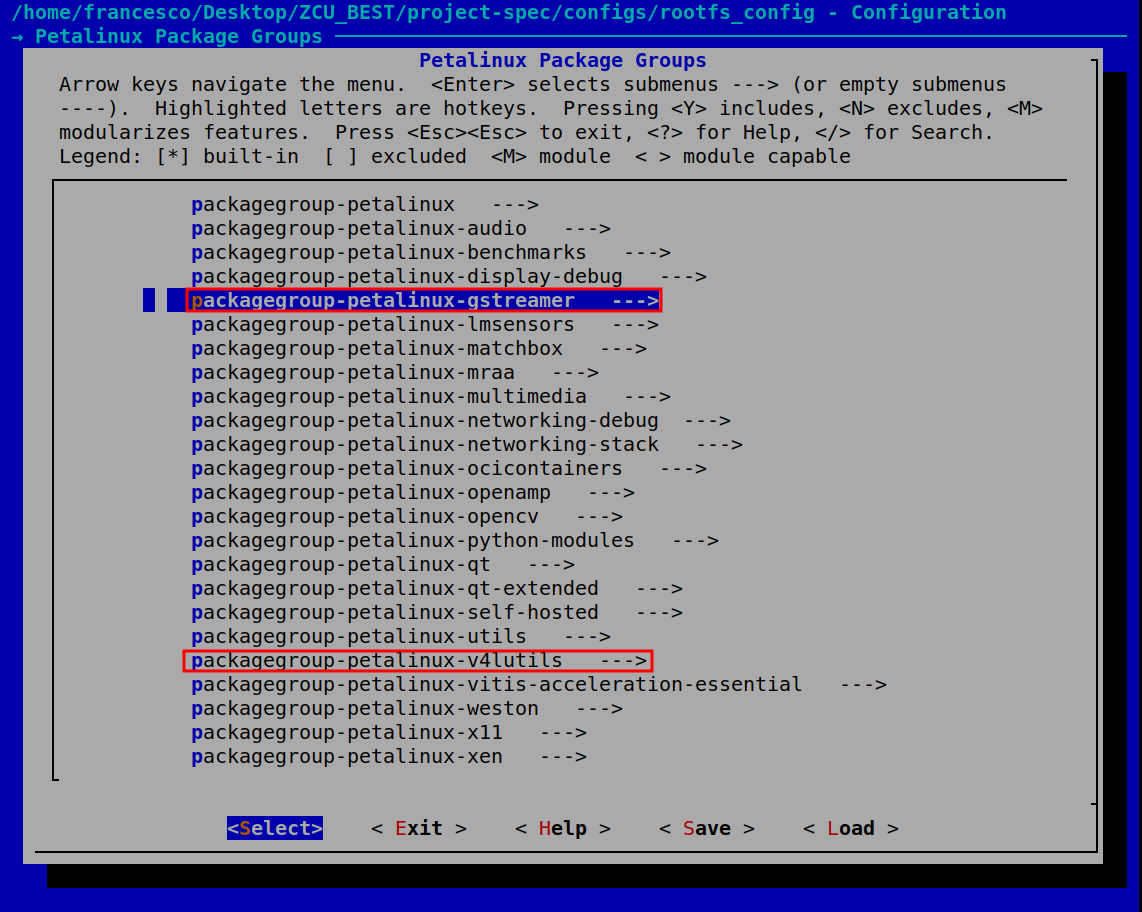 /home/francesco/Desktop/ZCU_BEST/project-spec/configs/rootfs_config - Configuration
→ Petalinux Package Groups
Petalinux Package Groups
Arrow keys navigate the menu.  <Enter> selects submenus ---> (or empty submenus
----).  Highlighted letters are hotkeys.  Pressing <Y> includes, <N> excludes, <M>
modularizes features.  Press <Esc><Esc> to exit, <?> for Help, </> for Search.
Legend: [*] built-in  [ ] excluded  <M> module  < > module capable
packagegroup-petalinux   --->
packagegroup-petalinux-audio   --->
packagegroup-petalinux-benchmarks   --->
packagegroup-petalinux-display-debug   --->
packagegroup-petalinux-gstreamer   --->
packagegroup-petalinux-lmsensors   --->
packagegroup-petalinux-matchbox   --->
packagegroup-petalinux-mraa   --->
packagegroup-petalinux-multimedia   --->
packagegroup-petalinux-networking-debug  --->
packagegroup-petalinux-networking-stack   --->
packagegroup-petalinux-ocicontainers   --->
packagegroup-petalinux-openamp   --->
packagegroup-petalinux-opencv   --->
packagegroup-petalinux-python-modules   --->
packagegroup-petalinux-qt   --->
packagegroup-petalinux-qt-extended   --->
packagegroup-petalinux-self-hosted   --->
packagegroup-petalinux-utils   --->
packagegroup-petalinux-v4lutils   --->
packagegroup-petalinux-vitis-acceleration-essential   --->
packagegroup-petalinux-weston   --->
packagegroup-petalinux-x11   --->
packagegroup-petalinux-xen   --->
<Select>    < Exit >    < Help >    < Save >    < Load >